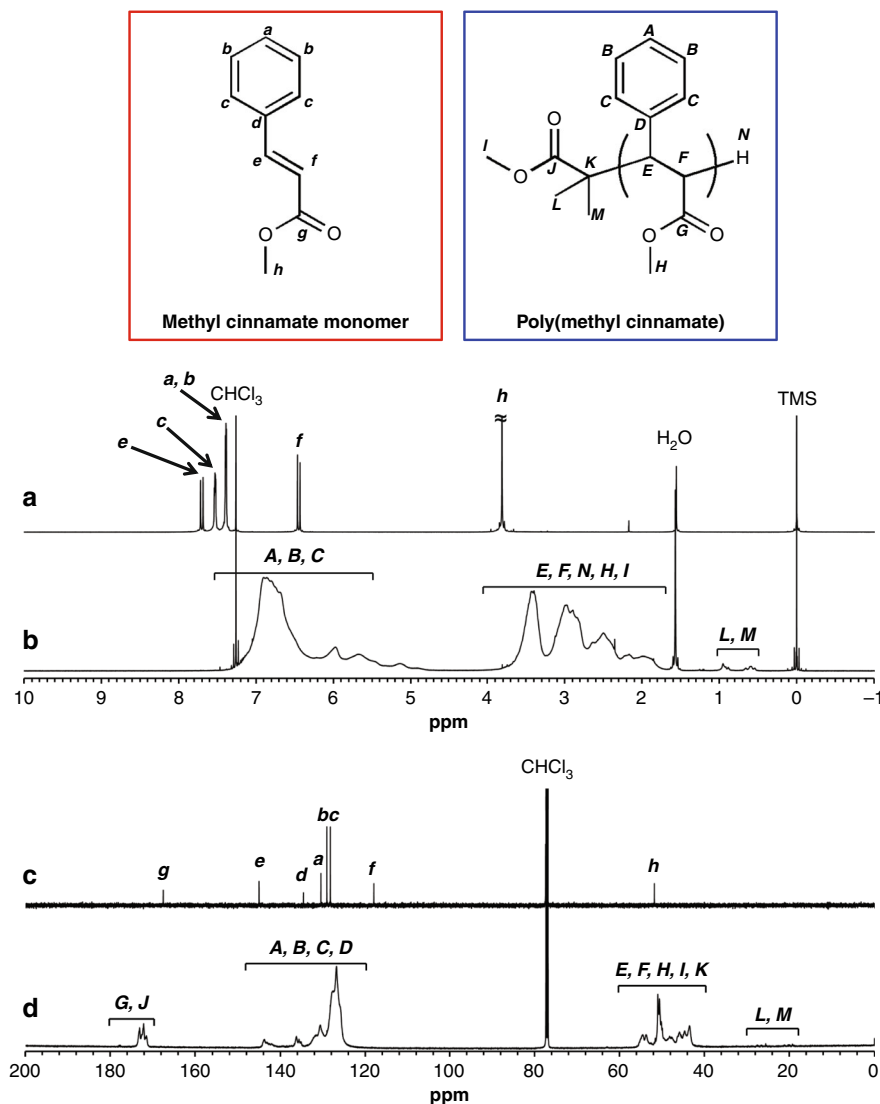 a
b b
c c
d
e f
g
O O
h
Methyl cinnamate monomer
A
B B
C C
D
O
I
N
J K F H
O E
L M
G O
O
H
Poly(methyl cinnamate)
a, b
CHCl3
c
e
f
h
≈
H2O
TMS
a
A, B, C
E, F, N, H, I
L, M
b
10 9 8 7 6 5 4 3 2 1 0 –1
ppm
CHCl3
bc
g e d a f h
c
A, B, C, D
G, J
E, F, H, I, K
L, M
d
200 180 160 140 120 100 80 60 40 20 0
ppm